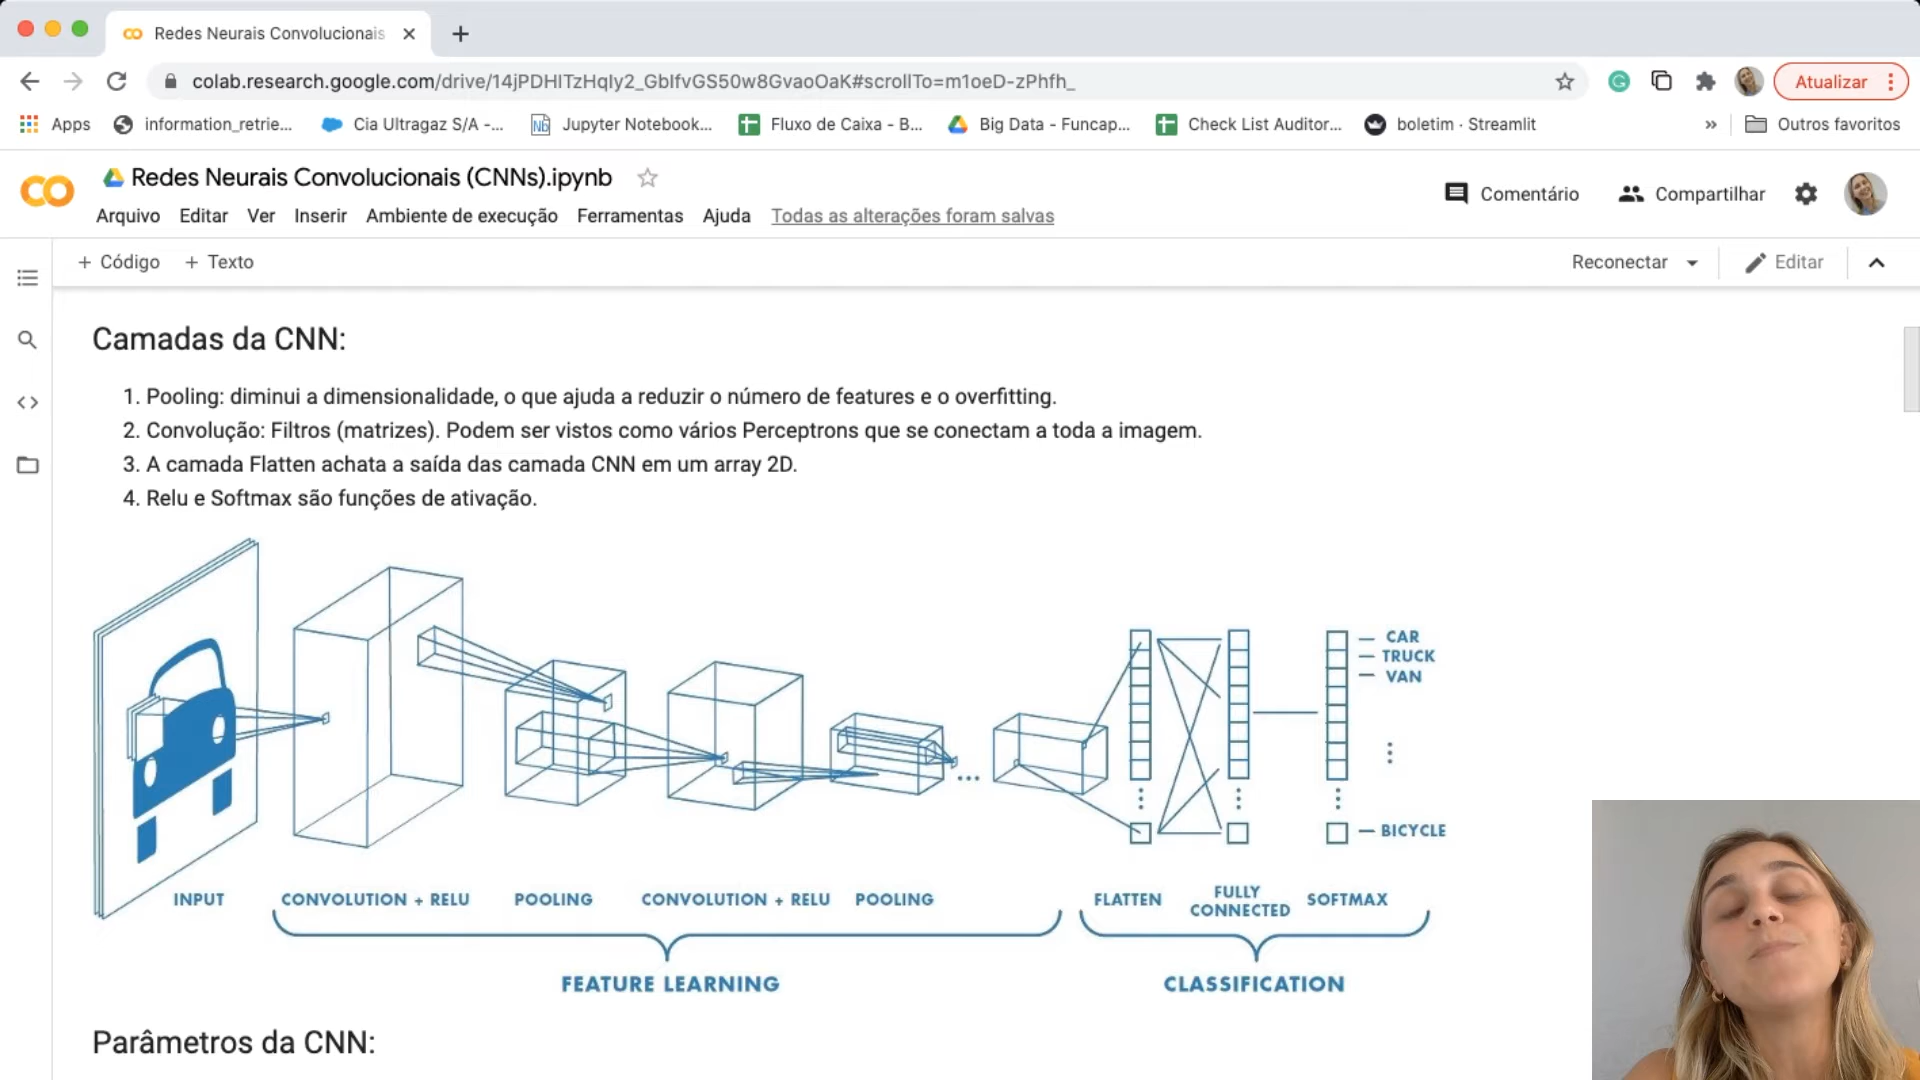 Redes Neurais Convolucionais
colab.research.google.com/drive/14jPDHlTzHqIy2_GbIfvGS50w8GvaoOaK#scrollTo=m1oeD-zPhfh_
Atualizar
Apps
information_retrie...
Cia Ultragaz S/A -...
Jupyter Notebook...
Fluxo de Caixa - B...
Big Data - Funcap...
Check List Auditor...
boletim · Streamlit
»
Outros favoritos
Redes Neurais Convolucionais (CNNs).ipynb
Comentário
Compartilhar
Arquivo Editar Ver Inserir Ambiente de execução Ferramentas Ajuda Todas as alterações foram salvas
+ Código + Texto
Reconectar
Editar
Camadas da CNN:
1. Pooling: diminui a dimensionalidade, o que ajuda a reduzir o número de features e o overfitting.
2. Convolução: Filtros (matrizes). Podem ser vistos como vários Perceptrons que se conectam a toda a imagem.
3. A camada Flatten achata a saída das camada CNN em um array 2D.
4. Relu e Softmax são funções de ativação.
CAR
TRUCK
VAN
BICYCLE
INPUT
CONVOLUTION + RELU
POOLING
CONVOLUTION + RELU
POOLING
FLATTEN
FULLY
CONNECTED
SOFTMAX
FEATURE LEARNING
CLASSIFICATION
Parâmetros da CNN: